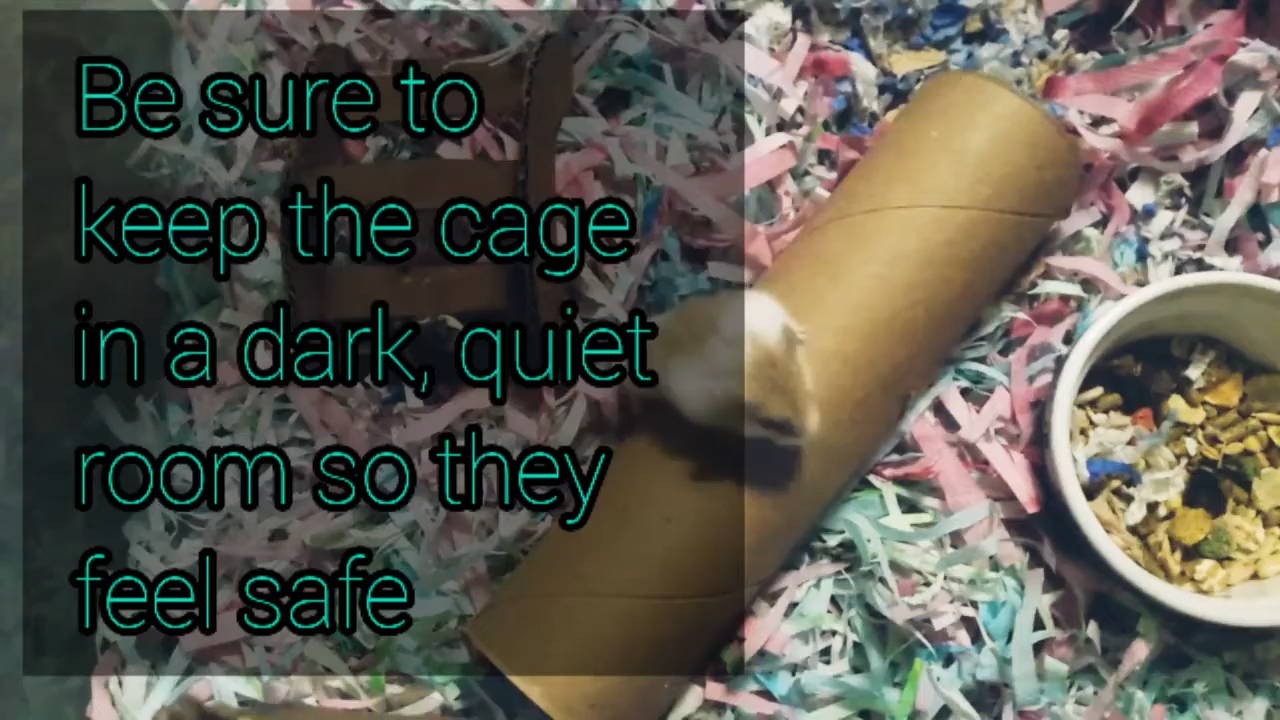 Be sure to
keep the cage
in a dark, quiet
room so they
feel safe